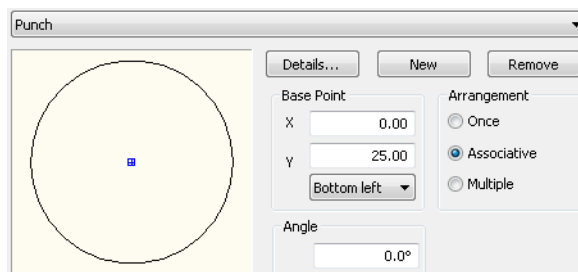 Punch
Details... New Remove
Base Point
X 0.00
Y 25.00
Bottom left
Arrangement
Once
Associative
Multiple
Angle
0.0°